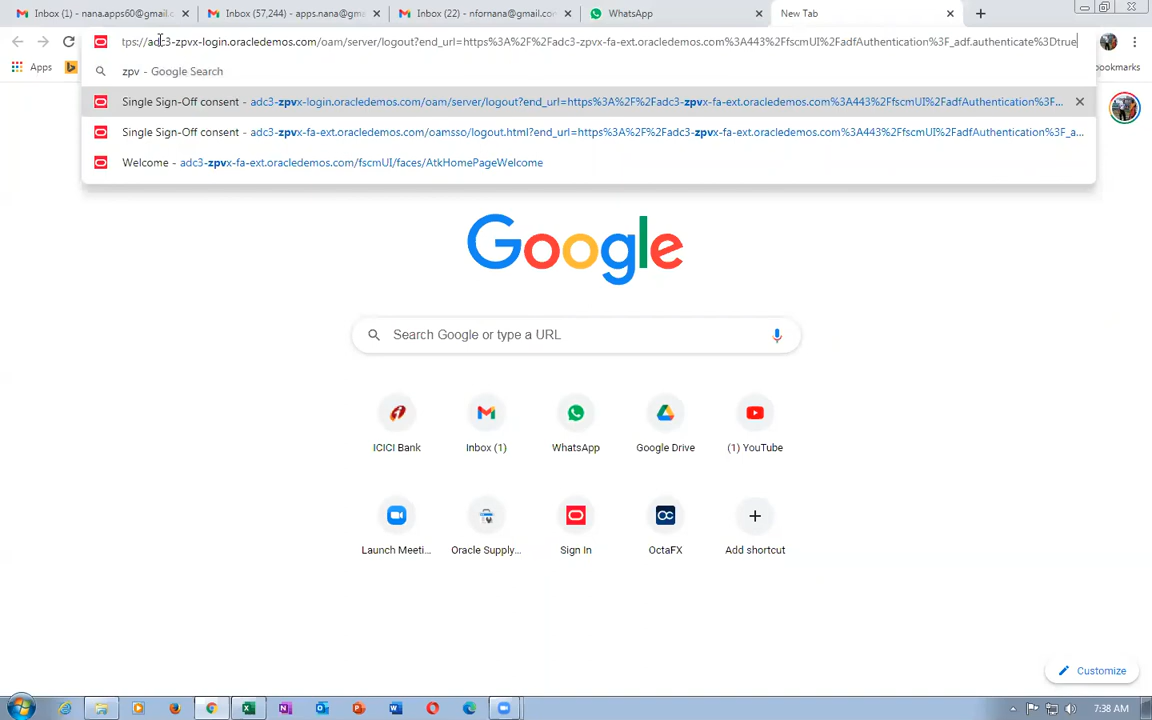 Inbox (1) - nana.apps60@gmail.c
Inbox (57,244) - apps.nana@gma
Inbox (22) - nfornana@gmail.con
WhatsApp
New Tab
tps://adc3-zpvx-login.oracledemos.com/oam/server/logout?end_url=https%3A%2F%2Fadc3-zpvx-fa-ext.oracledemos.com%3A443%2FfscmUI%2FadfAuthentication%3F_adf.authenticate%3Dtrue
Apps
ookmarks
zpv - Google Search
Single Sign-Off consent - adc3-zpvx-login.oracledemos.com/oam/server/logout?end_url=https%3A%2F%2Fadc3-zpvx-fa-ext.oracledemos.com%3A443%2FfscmUI%2FadfAuthentication%3F...
Single Sign-Off consent - adc3-zpvx-fa-ext.oracledemos.com/oamsso/logout.html?end_url=https%3A%2F%2Fadc3-zpvx-fa-ext.oracledemos.com%3A443%2FfscmUI%2FadfAuthentication%3F_a...
Welcome - adc3-zpvx-fa-ext.oracledemos.com/fscmUI/faces/AtkHomePageWelcome
Google
Search Google or type a URL
ICICI Bank
Inbox (1)
WhatsApp
Google Drive
(1) YouTube
Launch Meeti...
Oracle Supply...
Sign In
OctaFX
Add shortcut
Customize
7:38 AM